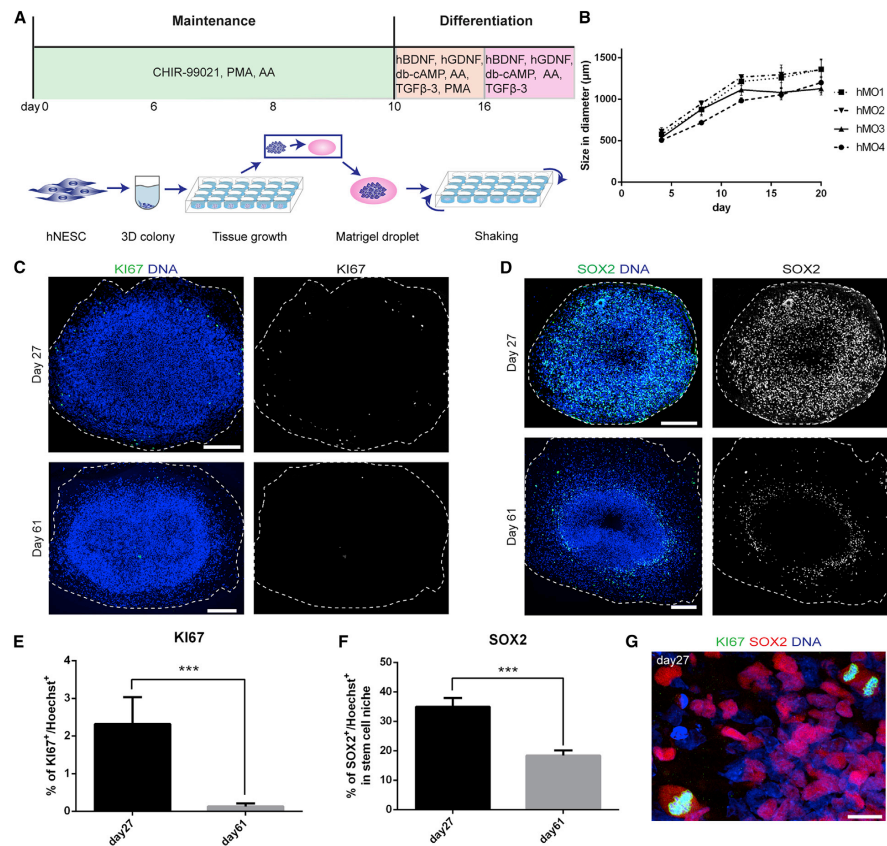 A
Maintenance
Differentiation
CHIR-99021, PMA, AA
hBDNF, hGDNF,
db-cAMP, AA,
TGFβ-3, PMA
hBDNF, hGDNF,
db-cAMP, AA,
TGFβ-3
day 0
6
8
10
16
hNESC
3D colony
Tissue growth
Matrigel droplet
Shaking
B
Size in diameter (µm)
1500
1000
500
0
0
5
10
15
20
day
hMO1
hMO2
hMO3
hMO4
C
KI67 DNA
KI67
Day 27
Day 61
D
SOX2 DNA
SOX2
Day 27
Day 61
E
KI67
% of KI67⁺/Hoechst⁺
4
3
2
1
0
***
day27
day61
F
SOX2
% of SOX2⁺/Hoechst⁺
in stem cell niche
50
40
30
20
10
0
***
day27
day61
G
KI67 SOX2 DNA
day27